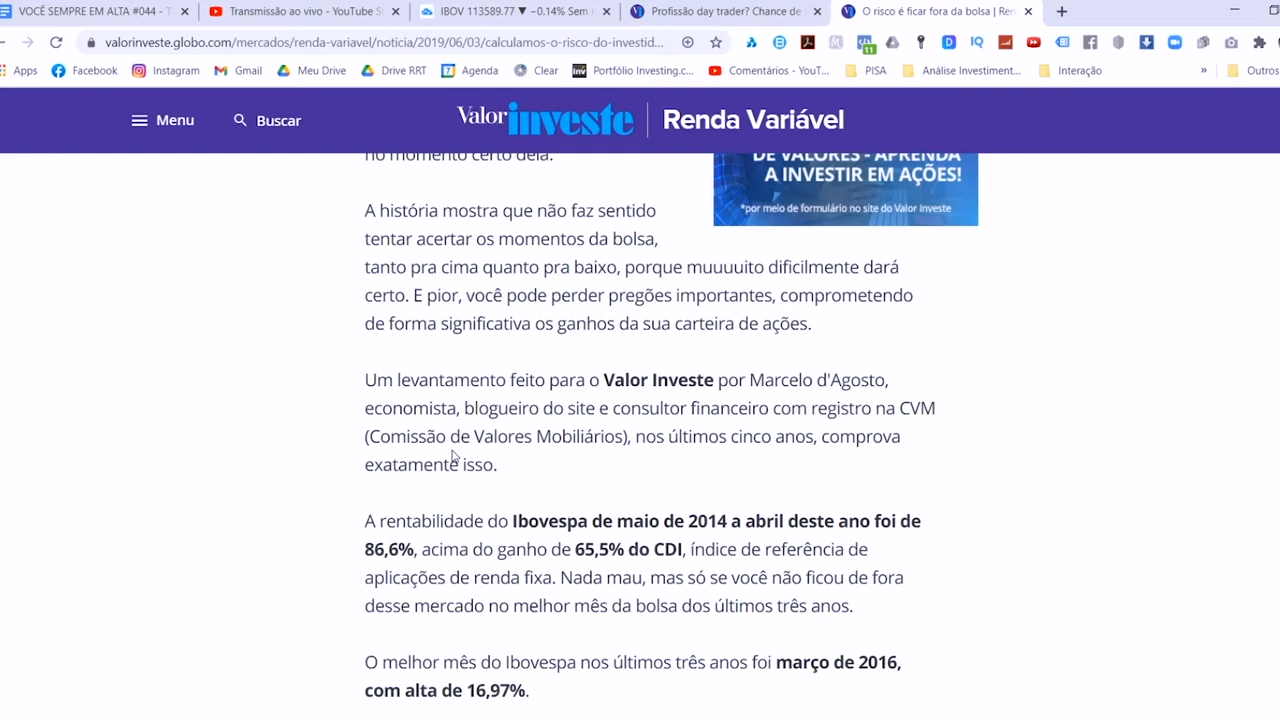 VOCÊ SEMPRE EM ALTA #044 - T
Transmissão ao vivo - YouTube S
IBOV 113589.77 ▼ −0.14% Sem
Profissão day trader? Chance de
O risco é ficar fora da bolsa | Ren
valorinveste.globo.com/mercados/renda-variavel/noticia/2019/06/03/calculamos-o-risco-do-investid...
11
Apps
Facebook
Instagram
Gmail
Meu Drive
Drive RRT
Agenda
Clear
Portfólio Investing.c...
Comentários - YouT...
PISA
Análise Investiment...
Interação
»
Outros
Menu
Buscar
Valor investe
Renda Variável
no momento certo dela.
DE VALORES - APRENDA
A INVESTIR EM AÇÕES!
*por meio de formulário no site do Valor Investe
A história mostra que não faz sentido
tentar acertar os momentos da bolsa,
tanto pra cima quanto pra baixo, porque muuuuito dificilmente dará
certo. E pior, você pode perder pregões importantes, comprometendo
de forma significativa os ganhos da sua carteira de ações.
Um levantamento feito para o Valor Investe por Marcelo d'Agosto,
economista, blogueiro do site e consultor financeiro com registro na CVM
(Comissão de Valores Mobiliários), nos últimos cinco anos, comprova
exatamente isso.
A rentabilidade do Ibovespa de maio de 2014 a abril deste ano foi de
86,6%, acima do ganho de 65,5% do CDI, índice de referência de
aplicações de renda fixa. Nada mau, mas só se você não ficou de fora
desse mercado no melhor mês da bolsa dos últimos três anos.
O melhor mês do Ibovespa nos últimos três anos foi março de 2016,
com alta de 16,97%.